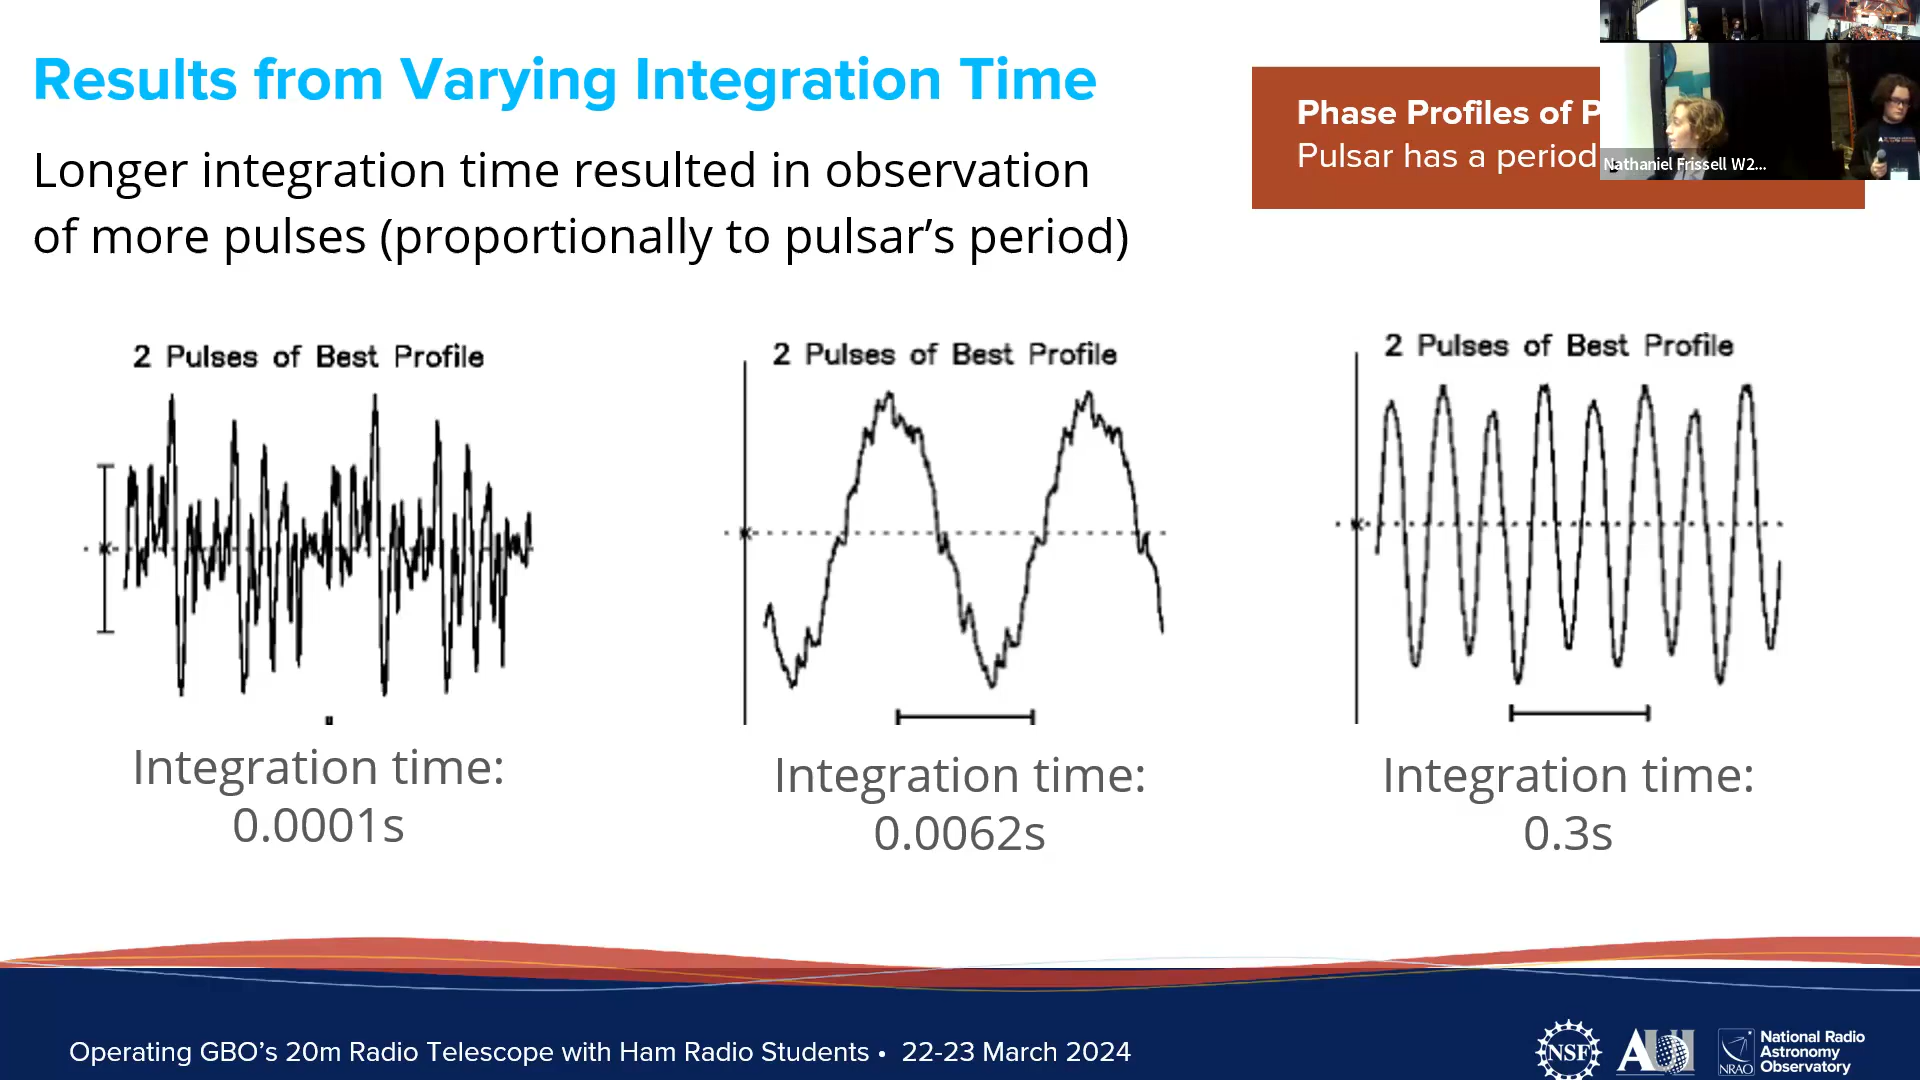 Results from Varying Integration Time
Phase Profiles of P
Pulsar has a period
Nathaniel Frissell W2...
Longer integration time resulted in observation
of more pulses (proportionally to pulsar’s period)
2 Pulses of Best Profile
2 Pulses of Best Profile
2 Pulses of Best Profile
Integration time:
0.0001s
Integration time:
0.0062s
Integration time:
0.3s
Operating GBO’s 20m Radio Telescope with Ham Radio Students • 22-23 March 2024
NSF
AUI
NRAO
National Radio
Astronomy
Observatory